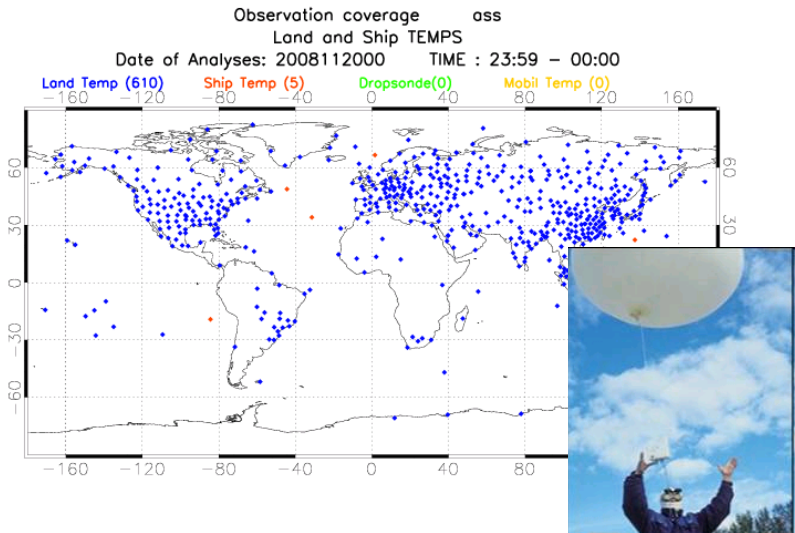 Observation coverage ass
Land and Ship TEMPS
Date of Analyses: 2008112000 TIME : 23:59 - 00:00
Land Temp (610) Ship Temp (5) Dropsonde(0) Mobil Temp (0)
-160 -120 -80 -40 0 40 80 120 160
60 60
30 30
0
-30
-60
-160 -120 -80 -40 0 40 80